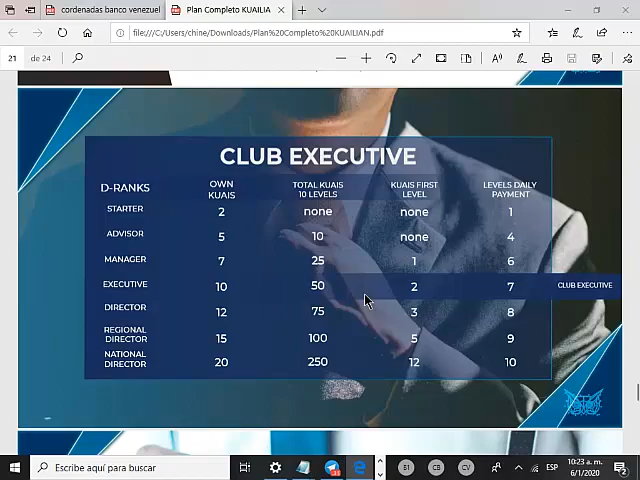 cordenadas banco venezuel
Plan Completo KUAILIA
file:///C:/Users/chine/Downloads/Plan%20Completo%20KUAILIAN.pdf
21 de 24
CLUB EXECUTIVE
D-RANKS OWN KUAIS TOTAL KUAIS 10 LEVELS KUAIS FIRST LEVEL LEVELS DAILY PAYMENT
STARTER 2 none none 1
ADVISOR 5 10 none 4
MANAGER 7 25 1 6
EXECUTIVE 10 50 2 7 CLUB EXECUTIVE
DIRECTOR 12 75 3 8
REGIONAL DIRECTOR 15 100 5 9
NATIONAL DIRECTOR 20 250 12 10
Escribe aquí para buscar
B1 CB CV
ESP
10:23 a. m.
6/1/2020